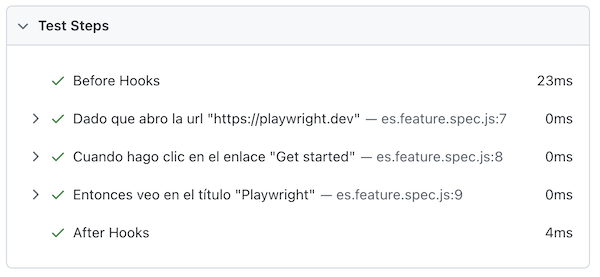 Test Steps
Before Hooks 23ms
Dado que abro la url "https://playwright.dev" — es.feature.spec.js:7 0ms
Cuando hago clic en el enlace "Get started" — es.feature.spec.js:8 0ms
Entonces veo en el título "Playwright" — es.feature.spec.js:9 0ms
After Hooks 4ms